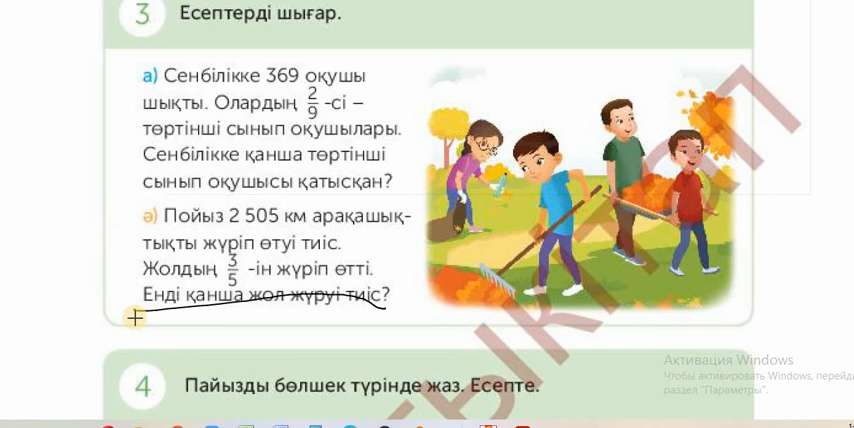 3 Есептерді шығар.
а) Сенбілікке 369 оқушы
шықты. Олардың 2/9 -сі –
төртінші сынып оқушылары.
Сенбілікке қанша төртінші
сынып оқушысы қатысқан?
ә) Пойыз 2 505 км арақашық-
тықты жүріп өтуі тиіс.
Жолдың 3/5 -ін жүріп өтті.
Енді қанша жол жүруі тиіс?
4 Пайызды бөлшек түрінде жаз. Есепте.
Активация Windows
Чтобы активировать Windows, перейди
раздел "Параметры".